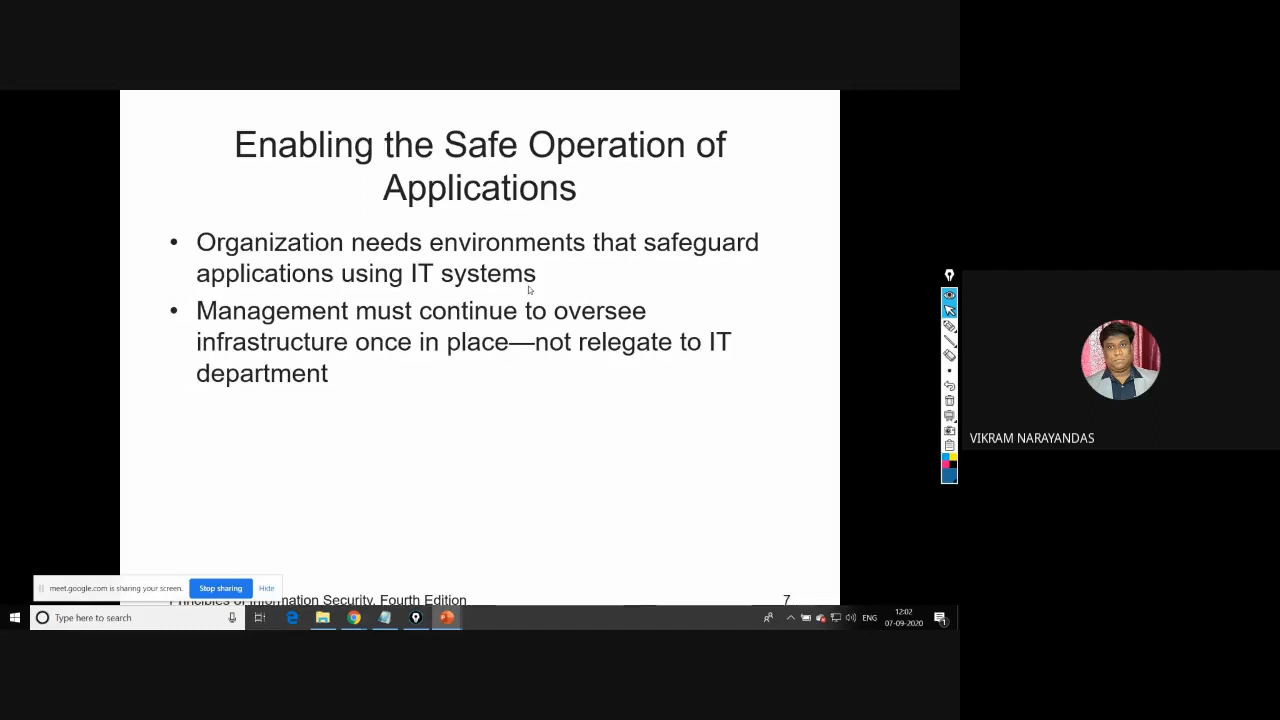 Enabling the Safe Operation of
Applications
• Organization needs environments that safeguard
applications using IT systems
• Management must continue to oversee
infrastructure once in place—not relegate to IT
department
VIKRAM NARAYANDAS
meet.google.com is sharing your screen.
Stop sharing
Hide
Principles of Information Security, Fourth Edition
7
Type here to search
ENG
12:02
07-09-2020
1